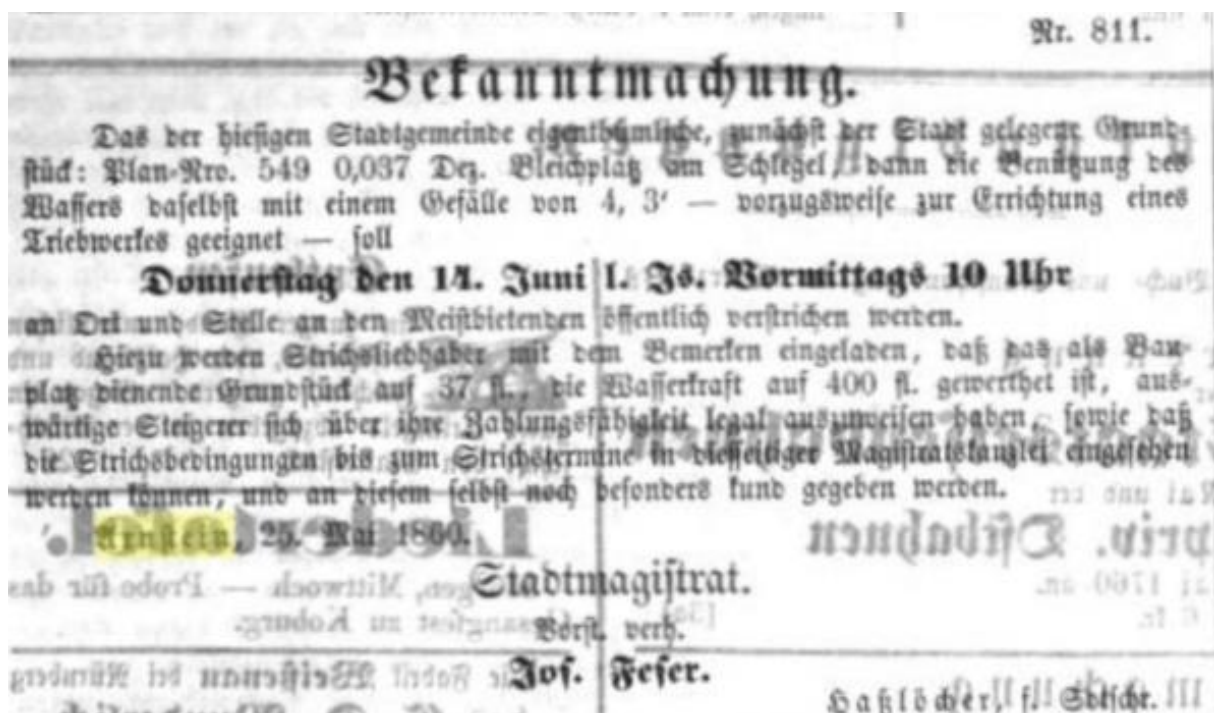 Nr. 811.
Bekanntmachung.
Das der hiesigen Stadtgemeinde eigenthümliche, zunächst der Stadt gelegene Grund-
stück: Plan-Nro. 549 0,037 Dez. Bleichplatz am Schlegel, dann die Benützung des
Wassers daselbst mit einem Gefälle von 4, 3′ — vorzugsweise zur Errichtung eines
Triebwerkes geeignet — soll
Donnerstag den 14. Juni l. Js. Vormittags 10 Uhr
an Ort und Stelle an den Meistbietenden öffentlich verstrichen werden.
Hiezu werden Strichsliebhaber mit dem Bemerken eingeladen, daß das als Bau-
platz dienende Grundstück auf 37 fl., die Wasserkraft auf 400 fl. gewerthet ist, aus-
wärtige Steigerer sich über ihre Zahlungsfähigkeit legal auszuweisen haben, sowie daß
die Strichsbedingungen bis zum Strichstermine in diesseitiger Magistratskanzlei eingesehen
werden können, und an diesem selbst noch besonders kund gegeben werden.
Arnstein, 25. Mai 1860.
Stadtmagistrat.
Vorst. verh.
Jos. Feser.
Haßlöcher, f. Stdtschr.